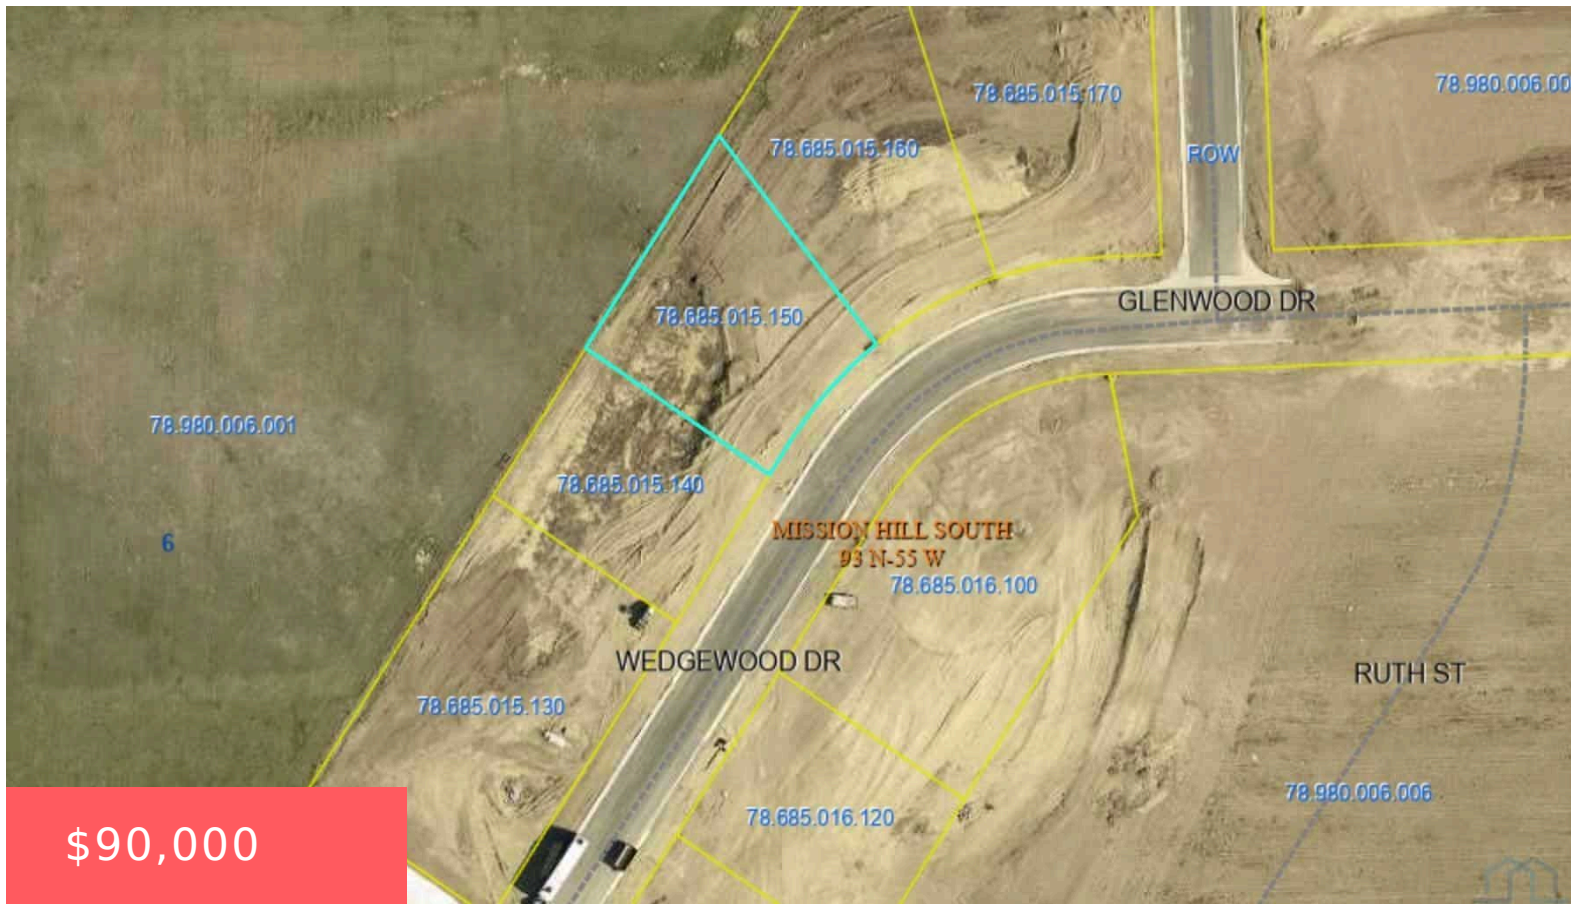 78.685.015.170
78.980.006.00
78.685.015.160
ROW
GLENWOOD DR
78.685.015.150
78.980.006.001
78.685.015.140
MISSION HILL SOUTH
93 N-55 W
6
78.685.016.100
WEDGEWOOD DR
RUTH ST
78.685.015.130
78.980.006.006
78.685.016.120
$90,000